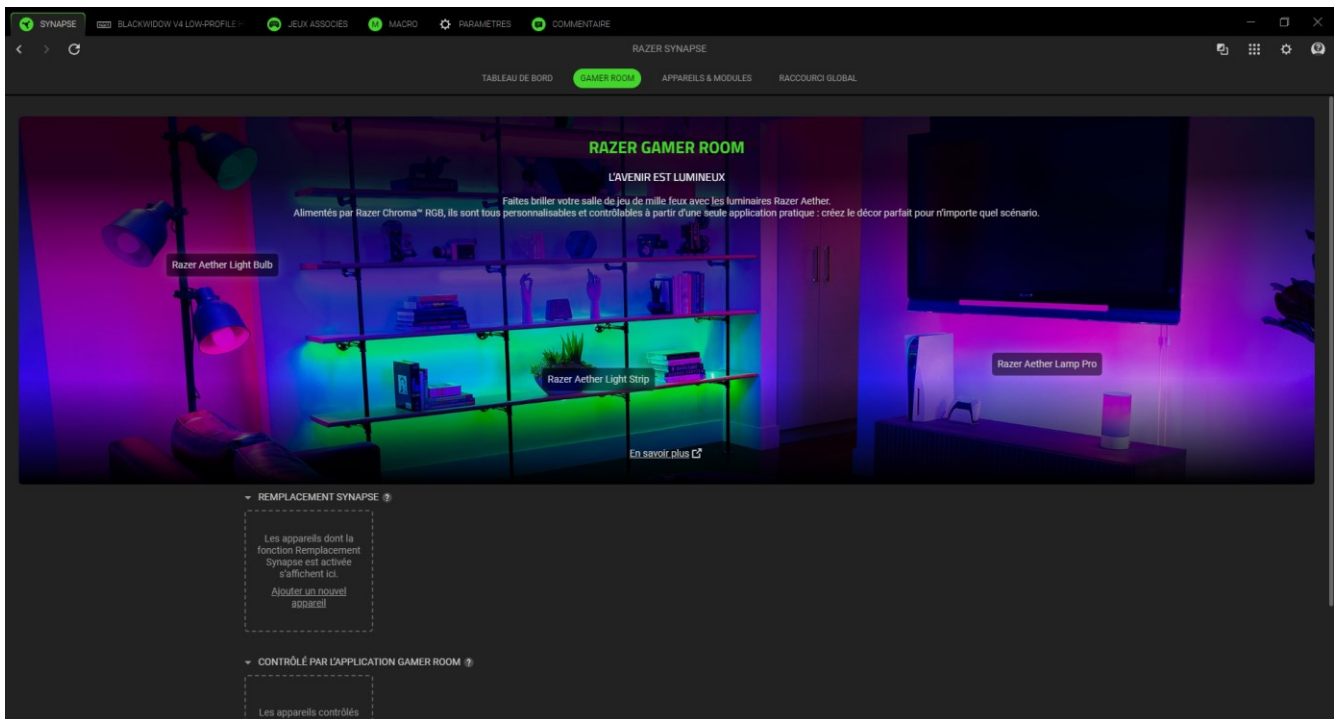 SYNAPSE
BLACKWIDOW V4 LOW-PROFILE
JEUX ASSOCIÉS
MACRO
PARAMÈTRES
COMMENTAIRE
RAZER SYNAPSE
TABLEAU DE BORD
GAMER ROOM
APPAREILS & MODULES
RACCOURCI GLOBAL
RAZER GAMER ROOM
L'AVENIR EST LUMINEUX
Faites briller votre salle de jeu de mille feux avec les luminaires Razer Aether.
Alimentés par Razer Chroma™ RGB, ils sont tous personnalisables et contrôlables à partir d'une seule application pratique : créez le décor parfait pour n'importe quel scénario.
Razer Aether Light Bulb
Razer Aether Lamp Pro
Razer Aether Light Strip
En savoir plus
REMPLACEMENT SYNAPSE ?
Les appareils dont la
fonction Remplacement
Synapse est activée
s'affichent ici.
Ajouter un nouvel
appareil
CONTRÔLÉ PAR L'APPLICATION GAMER ROOM ?
Les appareils contrôlés